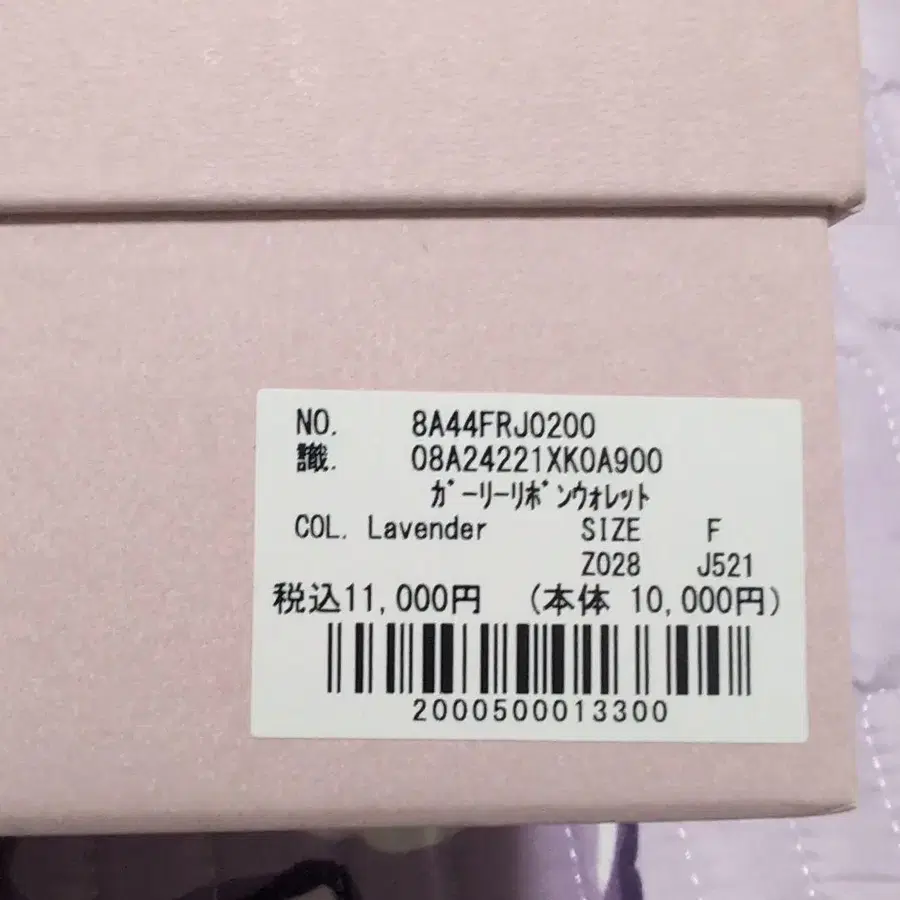 NO. 8A44FRJ0200
識. 08A24221XK0A900
ｶﾞｰﾘｰﾘﾎﾞﾝｳｫﾚｯﾄ
COL. Lavender SIZE F
Z028 J521
税込11,000円 (本体 10,000円)
2000500013300